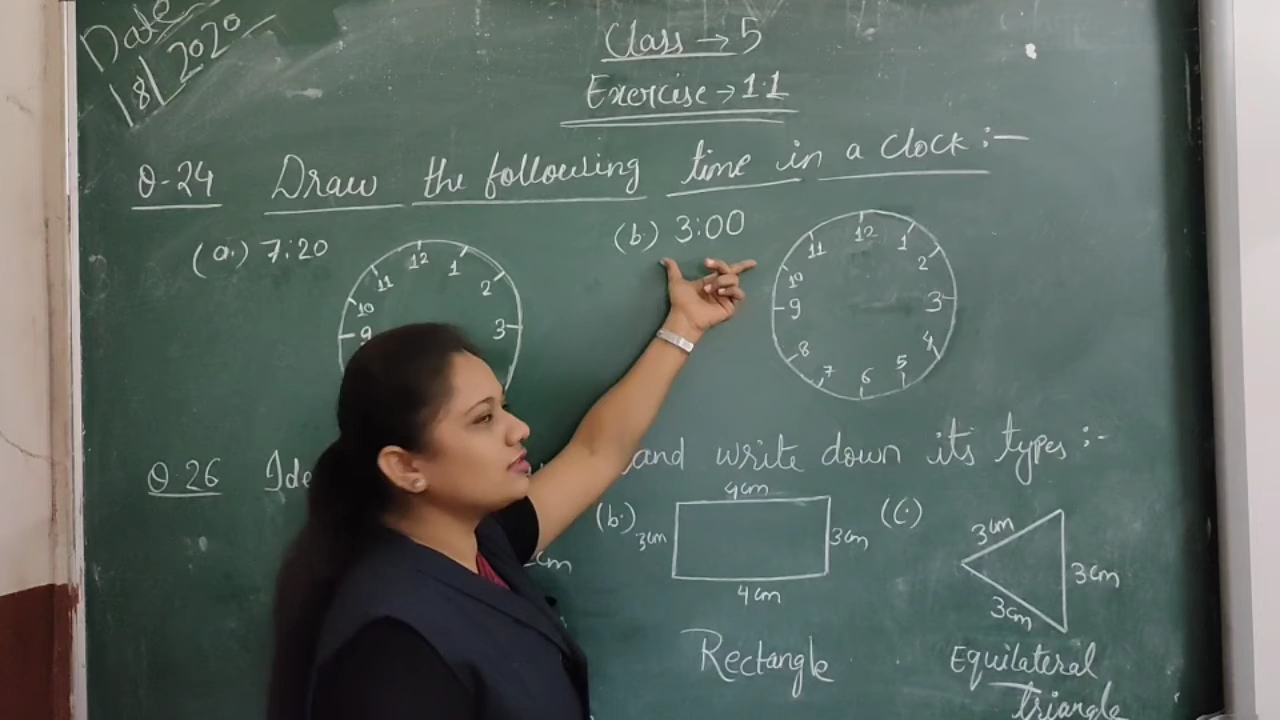 Date
1/8/2020
Class → 5
Exercise → 11
Q-24 Draw the following time in a clock :-
(a.) 7:20
12
1
2
3
9
10
11
(b.) 3:00
12
1
2
3
4
5
6
7
8
9
10
11
Q.26 Ide and write down its types :-
cm
(b.)
4cm
3cm
3cm
4cm
Rectangle
(c.)
3cm
3cm
3cm
Equilateral
triangle